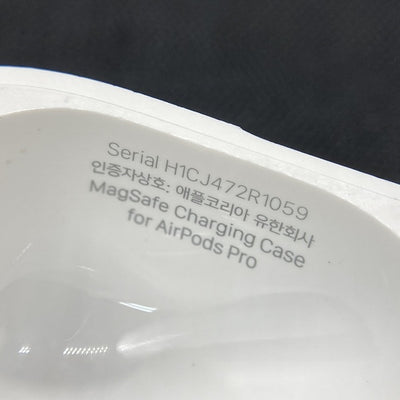 Serial H1CJ472R1059
인증자상호: 애플코리아 유한회사
MagSafe Charging Case
for AirPods Pro